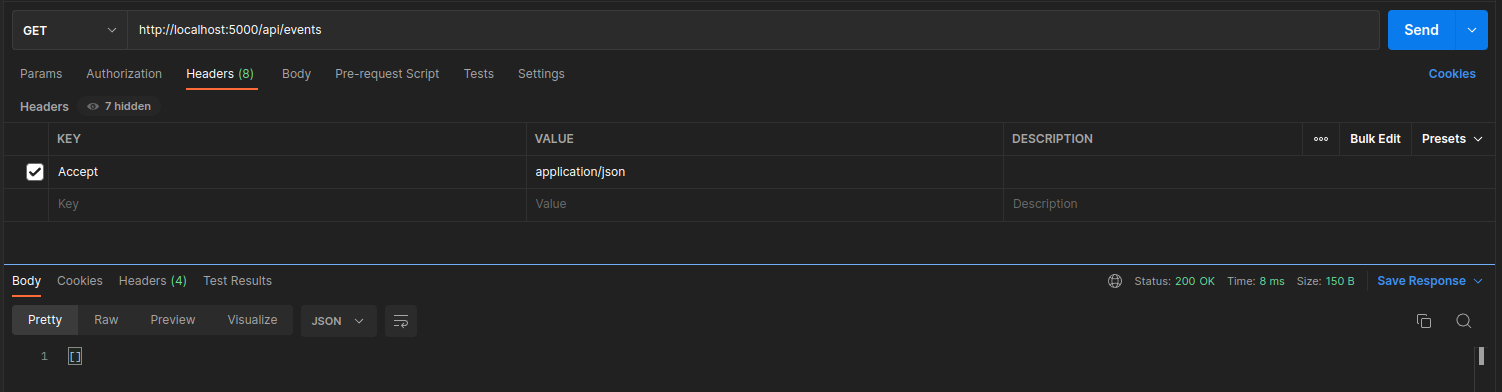 GET http://localhost:5000/api/events Send
Params Authorization Headers (8) Body Pre-request Script Tests Settings Cookies
Headers 7 hidden
KEY VALUE DESCRIPTION Bulk Edit Presets
Accept application/json
Key Value Description
Body Cookies Headers (4) Test Results Status: 200 OK Time: 8 ms Size: 150 B Save Response
Pretty Raw Preview Visualize JSON
1 []